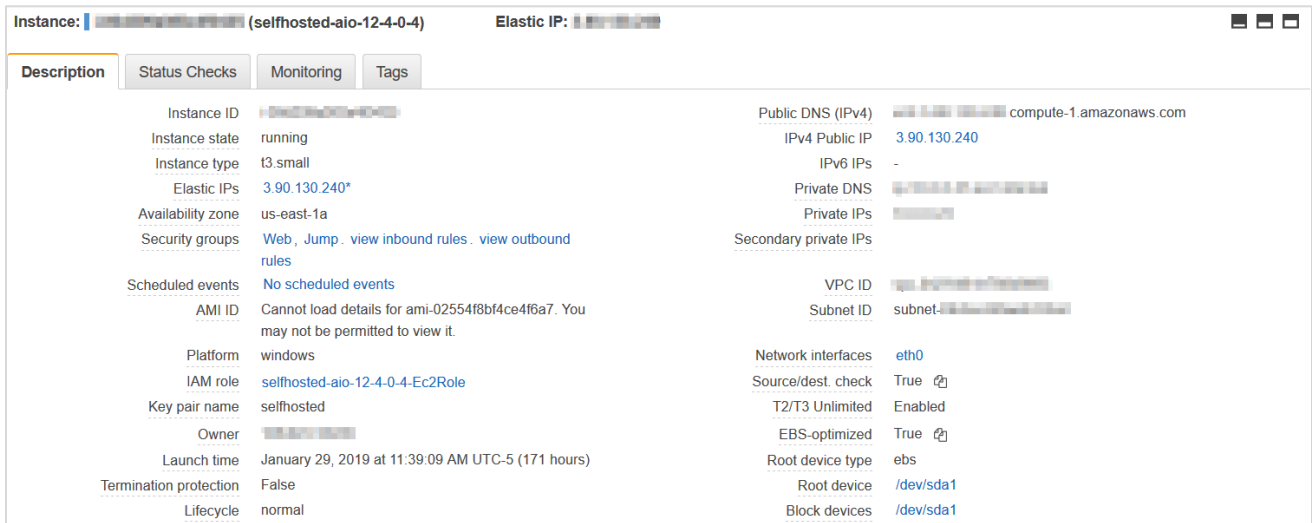 Instance: (selfhosted-aio-12-4-0-4) Elastic IP:
Description Status Checks Monitoring Tags
Instance ID Public DNS (IPv4) compute-1.amazonaws.com
Instance state running IPv4 Public IP 3.90.130.240
Instance type t3.small IPv6 IPs -
Elastic IPs 3.90.130.240* Private DNS
Availability zone us-east-1a Private IPs
Security groups Web , Jump . view inbound rules . view outbound Secondary private IPs
rules
Scheduled events No scheduled events VPC ID
AMI ID Cannot load details for ami-02554f8bf4ce4f6a7. You Subnet ID subnet-
may not be permitted to view it.
Platform windows Network interfaces eth0
IAM role selfhosted-aio-12-4-0-4-Ec2Role Source/dest. check True
Key pair name selfhosted T2/T3 Unlimited Enabled
Owner EBS-optimized True
Launch time January 29, 2019 at 11:39:09 AM UTC-5 (171 hours) Root device type ebs
Termination protection False Root device /dev/sda1
Lifecycle normal Block devices /dev/sda1